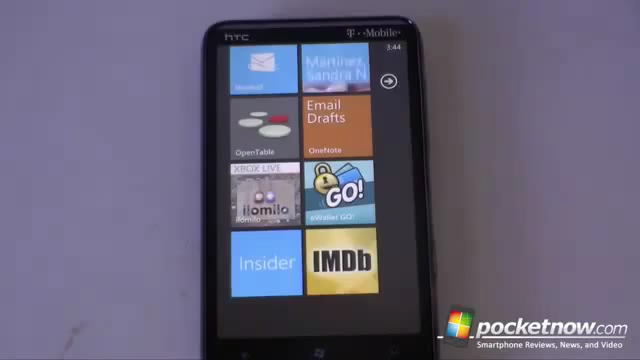 hTC
T··Mobile·
3:44
Martinez
Sandra N
Email
Drafts
OpenTable
OneNote
XBOX LIVE
ilomilo
ilomilo
GO!
eWallet GO!
Insider
IMDb
pocketnow.com
Smartphone Reviews, News, and Video